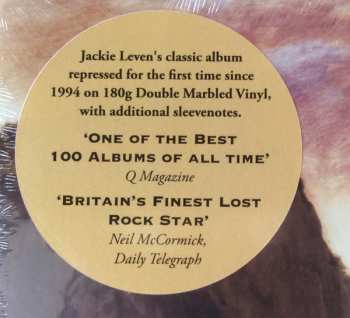 Jackie Leven's classic album
repressed for the first time since
1994 on 180g Double Marbled Vinyl,
with additional sleevenotes.
‘ONE OF THE BEST
100 ALBUMS OF ALL TIME’
Q Magazine
‘BRITAIN'S FINEST LOST
ROCK STAR’
Neil McCormick,
Daily Telegraph